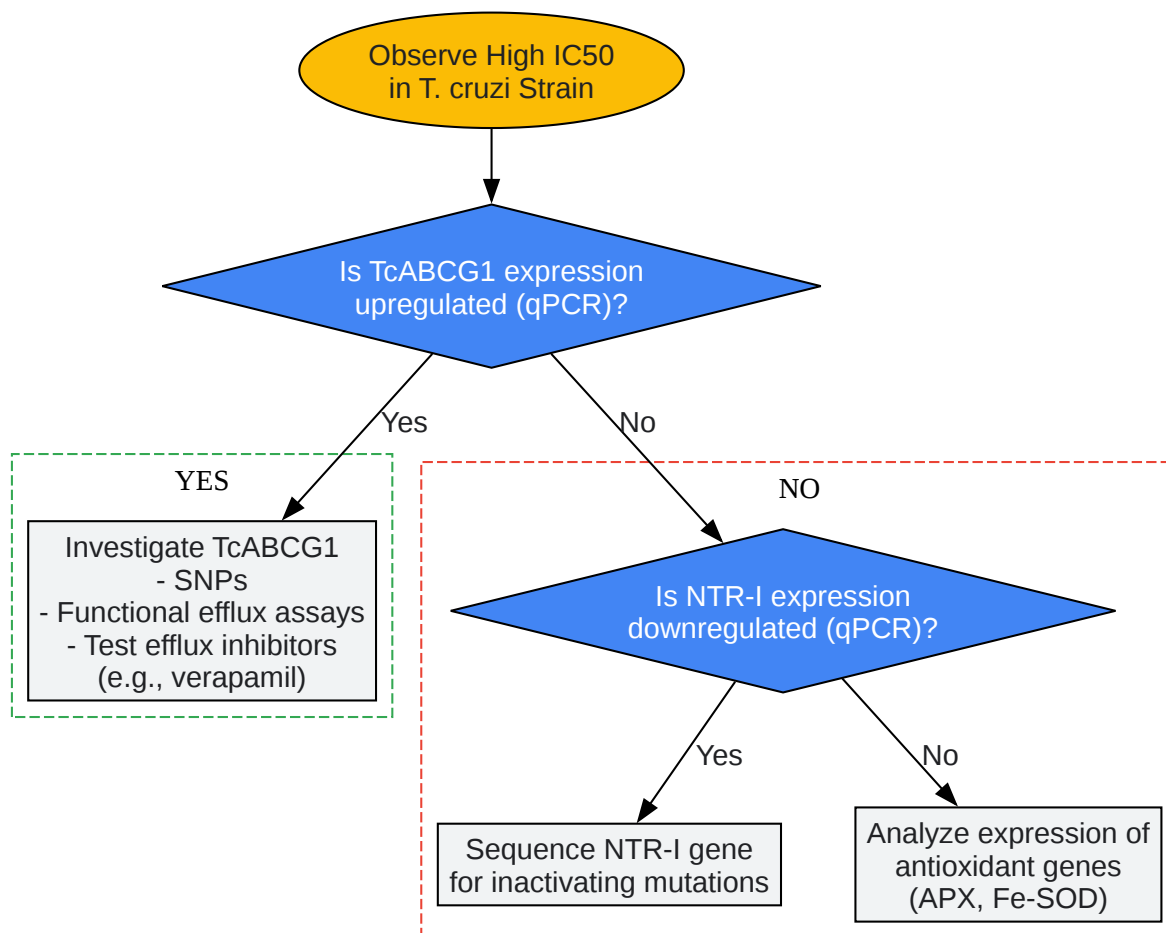 Observe High IC50
in T. cruzi Strain
Is TcABCG1 expression
upregulated (qPCR)?
Yes
No
YES
NO
Investigate TcABCG1
- SNPs
- Functional efflux assays
- Test efflux inhibitors
(e.g., verapamil)
Is NTR-I expression
downregulated (qPCR)?
Yes
No
Sequence NTR-I gene
for inactivating mutations
Analyze expression of
antioxidant genes
(APX, Fe-SOD)